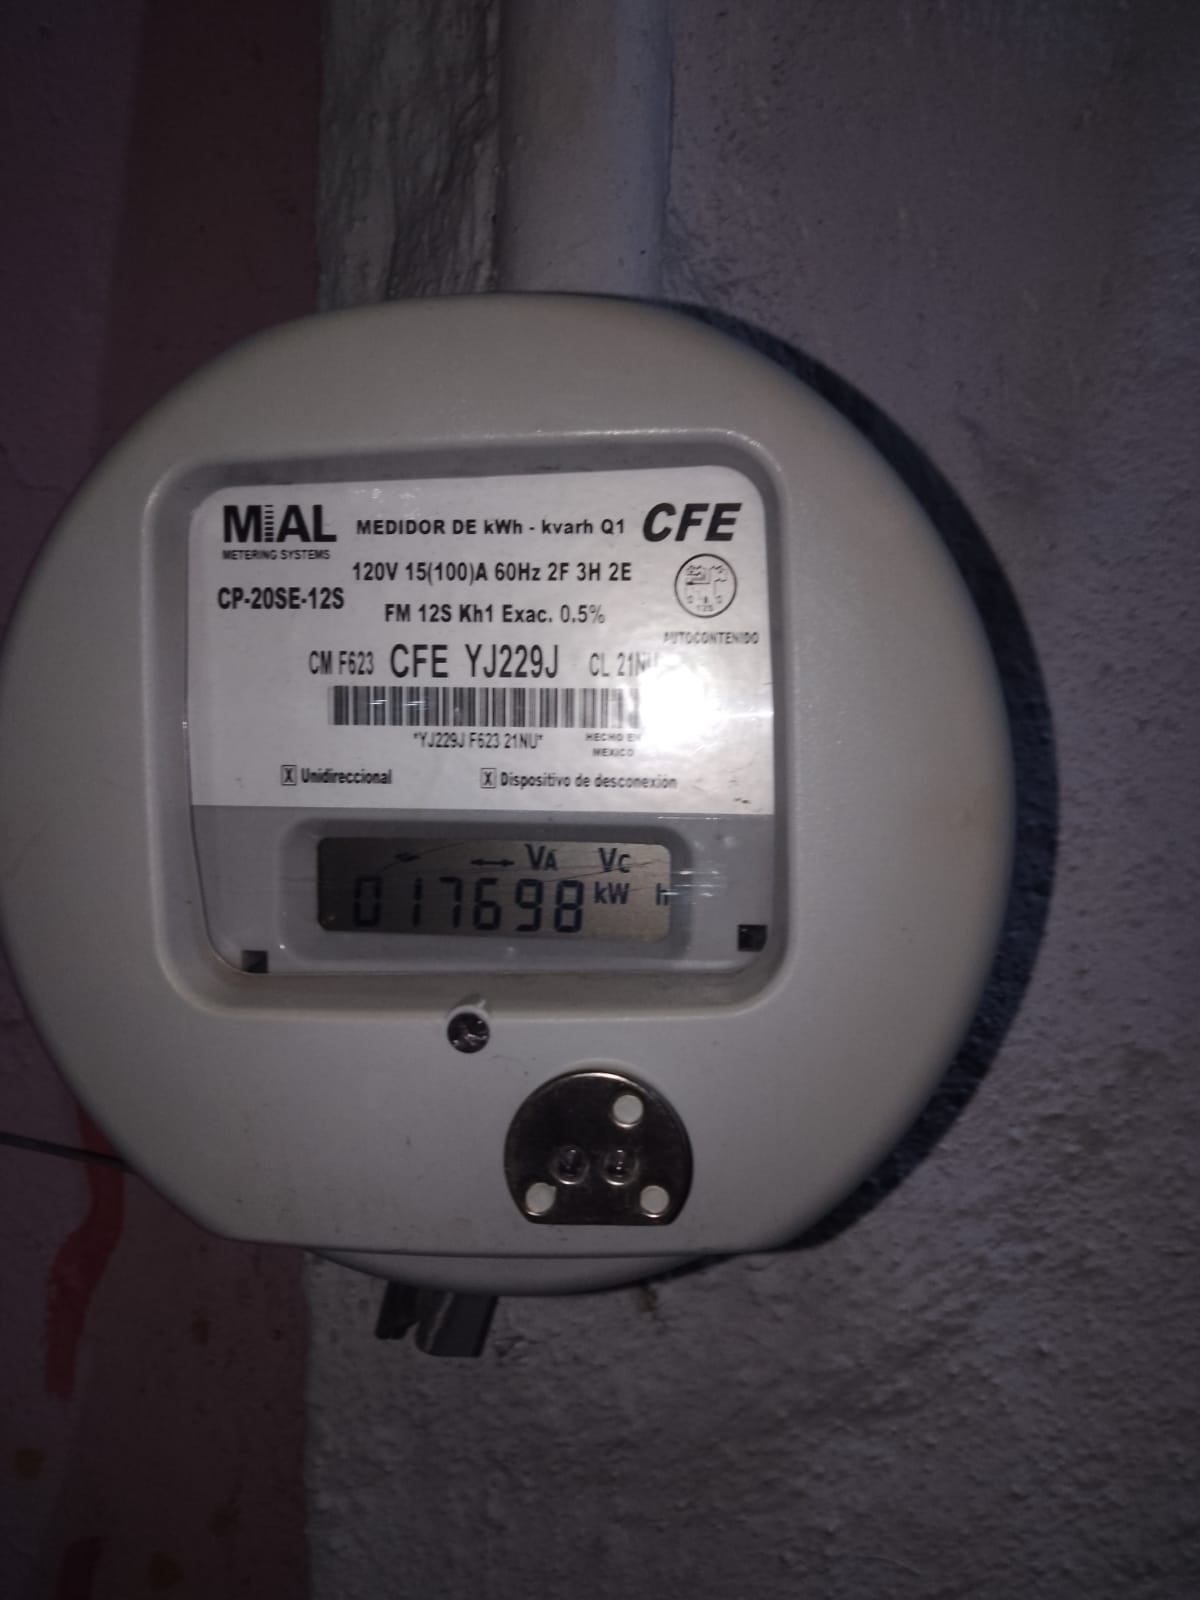 MIAL
METERING SYSTEMS
MEDIDOR DE kWh - kvarh Q1
CFE
120V 15(100)A 60Hz 2F 3H 2E
CP-20SE-12S
FM 12S Kh1 Exac. 0.5%
AUTOCONTENIDO
CM F623 CFE YJ229J CL 21NU
*YJ229J F623 21NU*
HECHO EN
MEXICO
X Unidireccional
X Dispositivo de desconexión
VA VC
017698 kW h